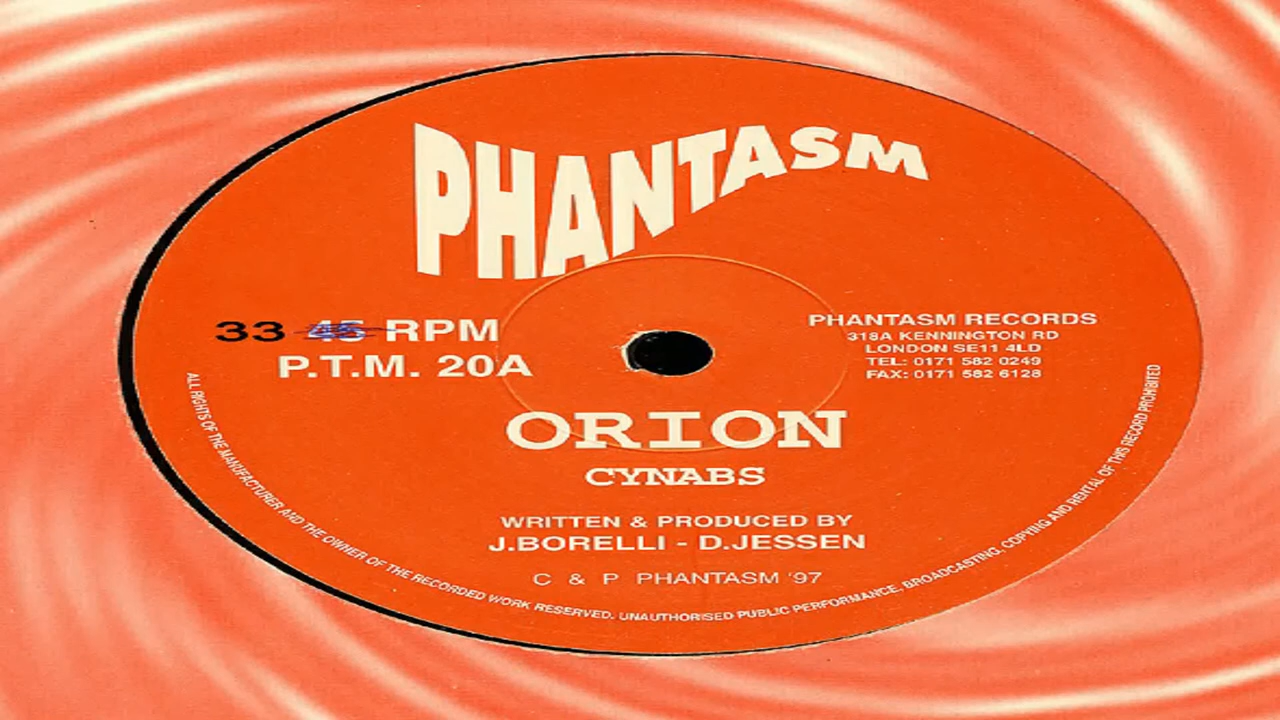 PHANTASM
33 45 RPM
P.T.M. 20A
PHANTASM RECORDS
318A KENNINGTON RD
LONDON SE11 4LD
TEL: 0171 582 0249
FAX: 0171 582 6128
ORION
CYNABS
WRITTEN & PRODUCED BY
J.BORELLI - D.JESSEN
C & P PHANTASM '97
ALL RIGHTS OF THE MANUFACTURER AND THE OWNER OF THE RECORDED WORK RESERVED. UNAUTHORISED PUBLIC PERFORMANCE, BROADCASTING, COPYING AND RENTAL OF THIS RECORD PROHIBITED